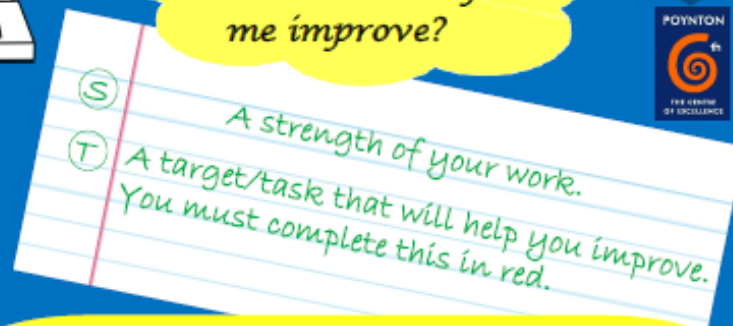 me improve?
POYNTON
6th
THE CENTRE
OF EXCELLENCE
S
A strength of your work.
T
A target/task that will help you improve.
You must complete this in red.